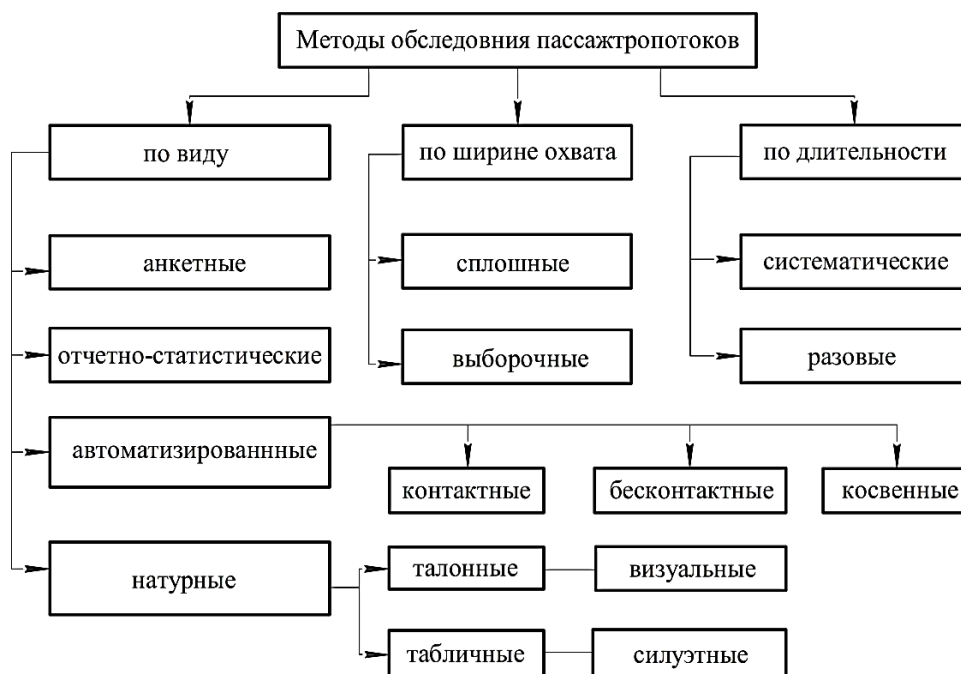 Методы обследовния пассажтропотоков
по виду
по ширине охвата
по длительности
анкетные
сплошные
систематические
отчетно-статистические
выборочные
разовые
автоматизированнные
контактные
бесконтактные
косвенные
натурные
талонные
визуальные
табличные
силуэтные